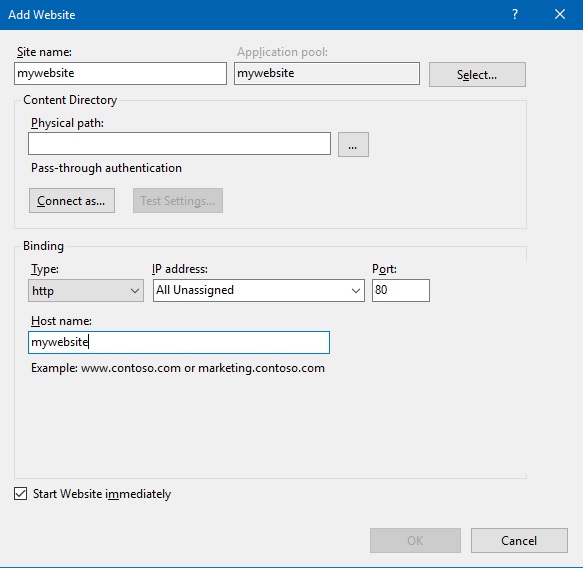 Add Website ?
Site name: Application pool:
mywebsite mywebsite Select...
Content Directory
Physical path:
...
Pass-through authentication
Connect as... Test Settings...
Binding
Type: IP address: Port:
http All Unassigned 80
Host name:
mywebsite
Example: www.contoso.com or marketing.contoso.com
Start Website immediately
OK Cancel